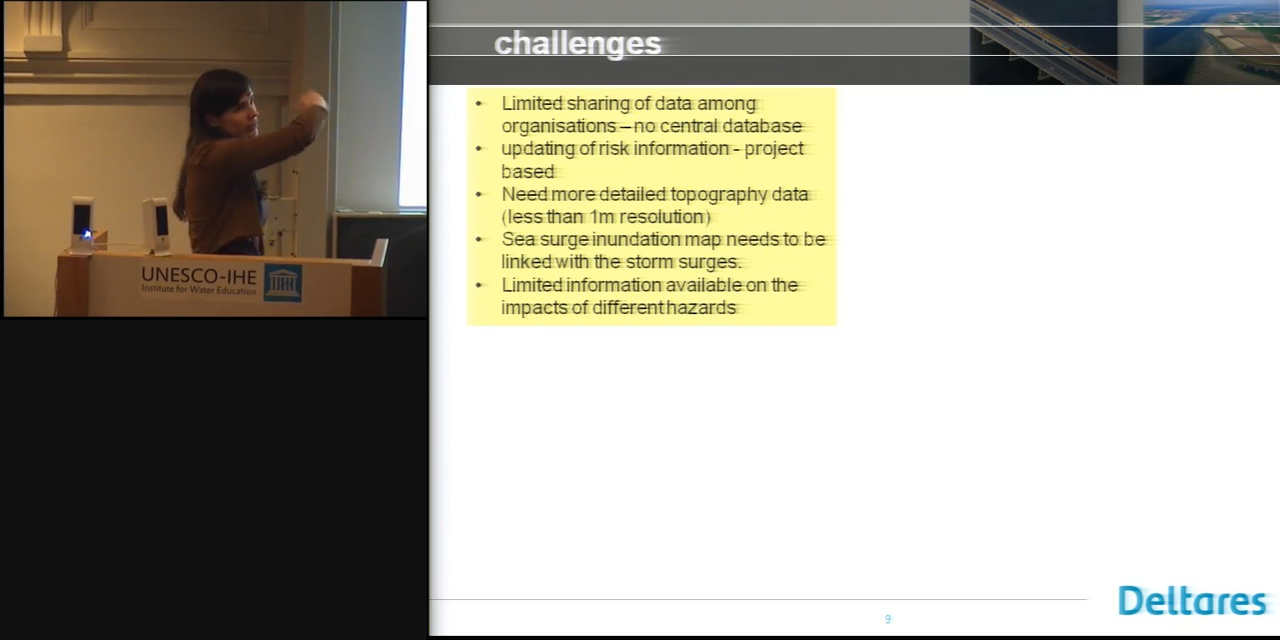 UNESCO-IHE
Institute for Water Education
challenges
• Limited sharing of data among
organisations – no central database
• updating of risk information - project
based
• Need more detailed topography data
(less than 1m resolution)
• Sea surge inundation map needs to be
linked with the storm surges.
• Limited information available on the
impacts of different hazards
9
Deltares